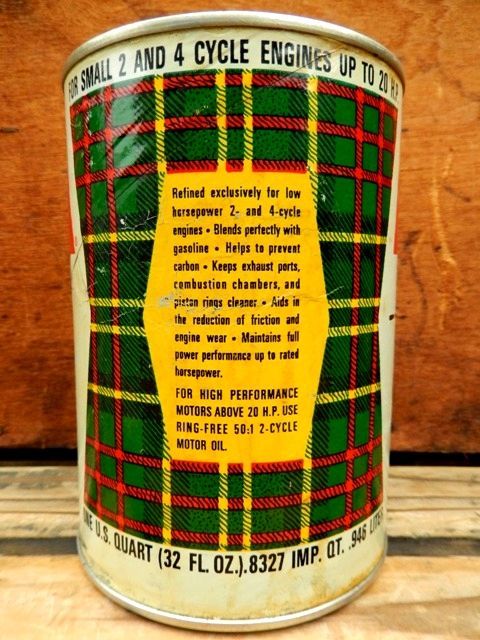 FOR SMALL 2 AND 4 CYCLE ENGINES UP TO 20 H.P.
Refined exclusively for low
horsepower 2- and 4-cycle
engines • Blends perfectly with
gasoline • Helps to prevent
carbon • Keeps exhaust ports,
combustion chambers, and
piston rings cleaner • Aids in
the reduction of friction and
engine wear • Maintains full
power performance up to rated
horsepower.
FOR HIGH PERFORMANCE
MOTORS ABOVE 20 H.P. USE
RING-FREE 50:1 2-CYCLE
MOTOR OIL.
ONE U.S. QUART (32 FL. OZ.) .8327 IMP. QT. .946 LITER